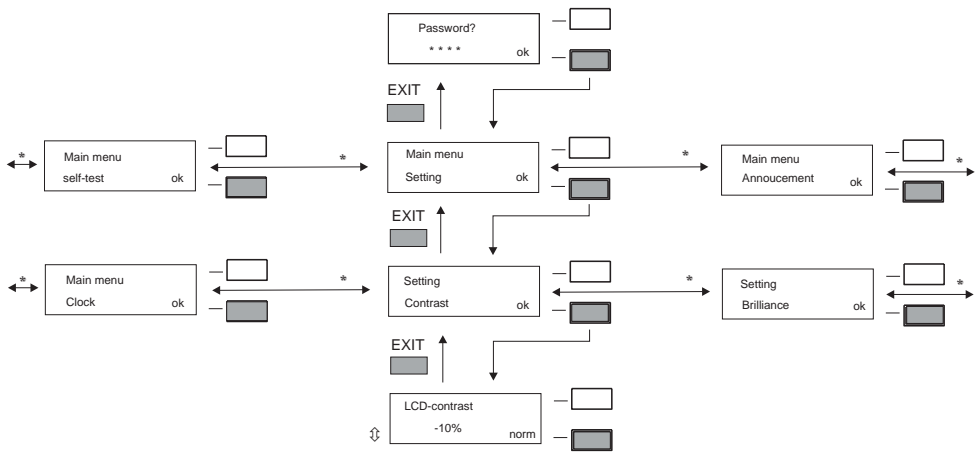 Password?
* * * *
ok
EXIT
*
Main menu
self-test
ok
*
Main menu
Setting
ok
*
Main menu
Annoucement
ok
*
EXIT
*
Main menu
Clock
ok
*
Setting
Contrast
ok
*
Setting
Brilliance
ok
*
EXIT
LCD-contrast
-10%
norm